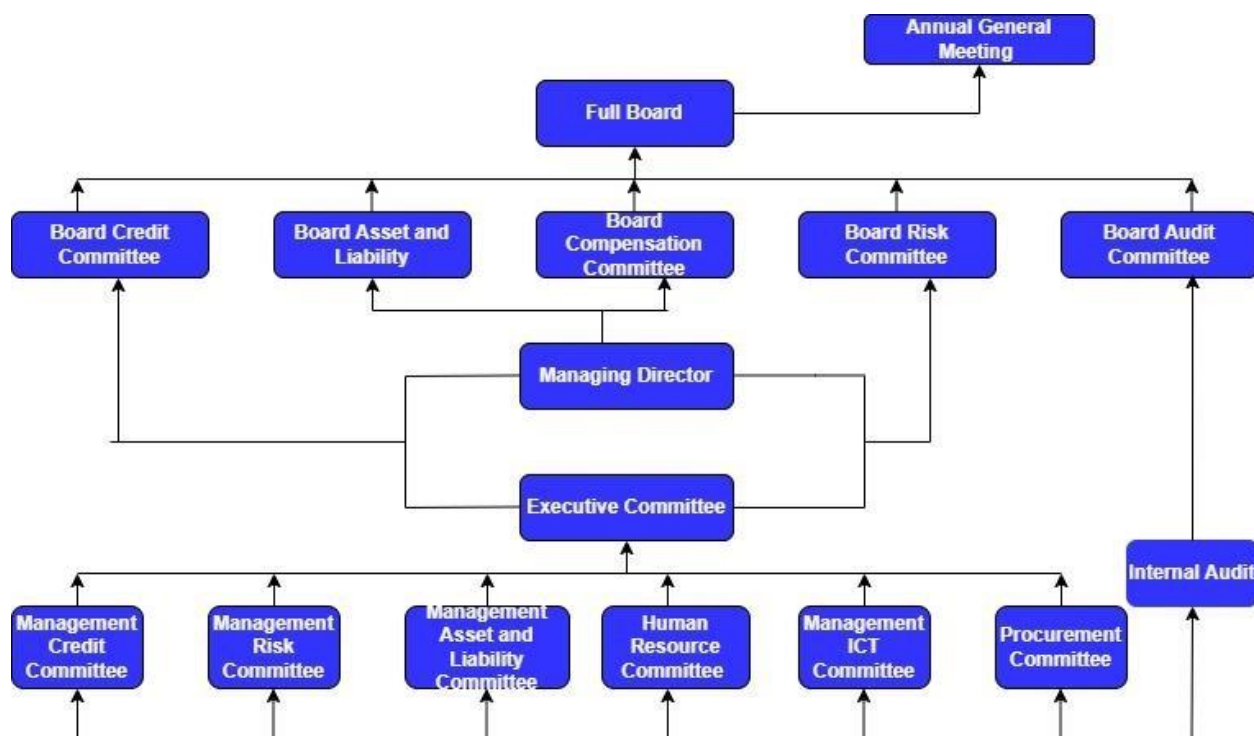 Annual General
Meeting
Full Board
Board Credit
Committee
Board Asset and
Liability
Board
Compensation
Committee
Board Risk
Committee
Board Audit
Committee
Managing Director
Executive Committee
Internal Audit
Management
Credit
Committee
Management
Risk
Committee
Management
Asset and
Liability
Committee
Human
Resource
Committee
Management
ICT
Committee
Procurement
Committee